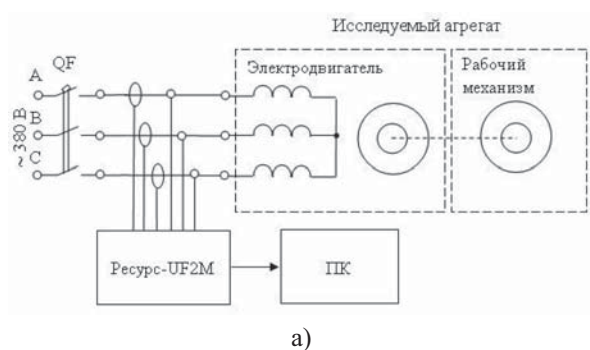 Исследуемый агрегат
Электродвигатель
Рабочий
механизм
QF
A
B
C
~ 380 В
Ресурс-UF2M
ПК
а)